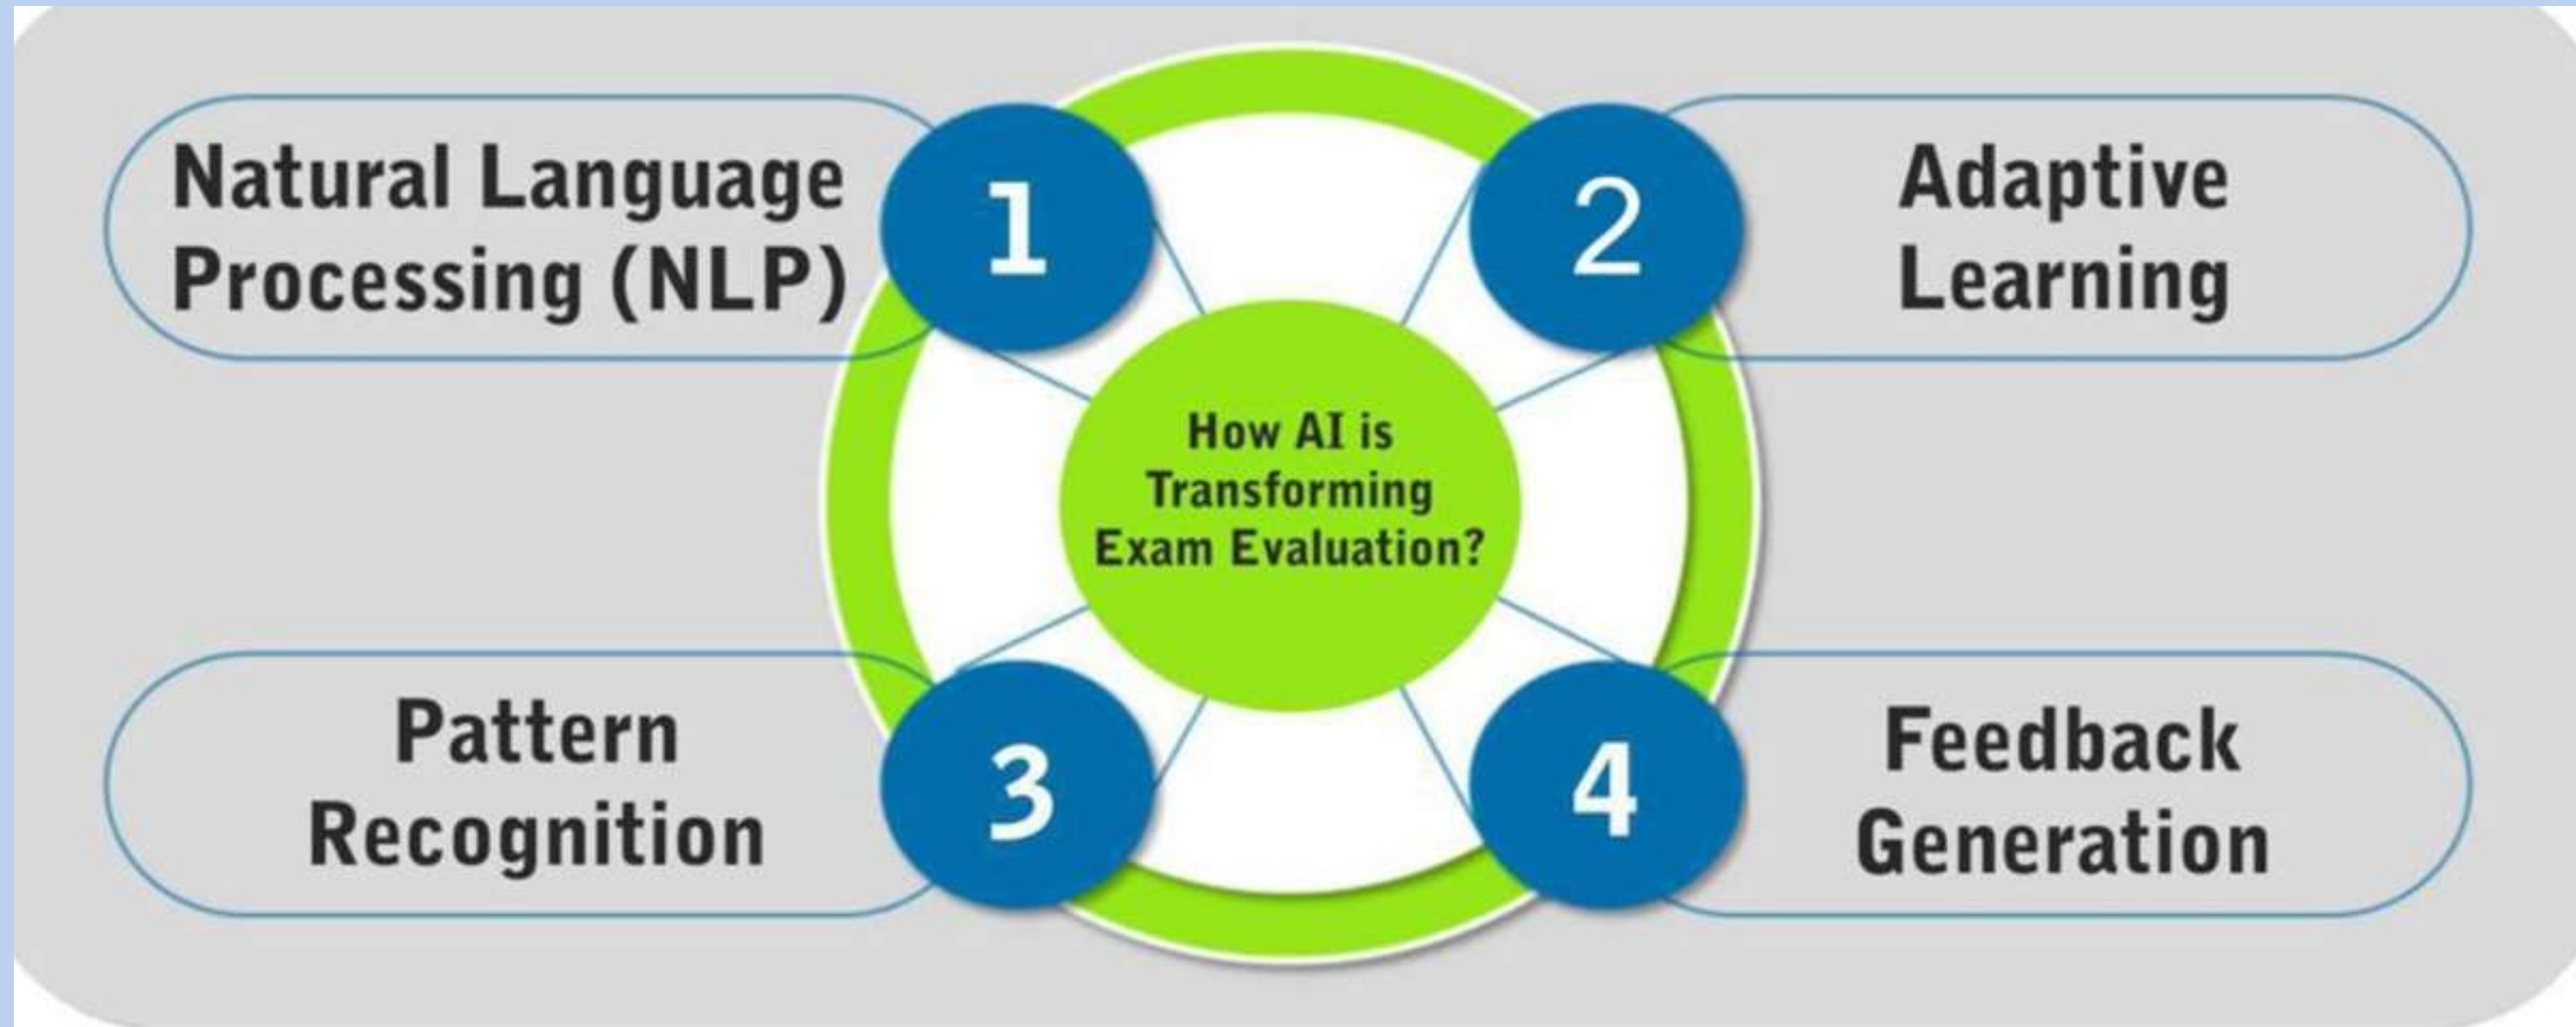 How AI is
Transforming
Exam Evaluation?
1
Natural Language
Processing (NLP)
2
Adaptive
Learning
3
Pattern
Recognition
4
Feedback
Generation